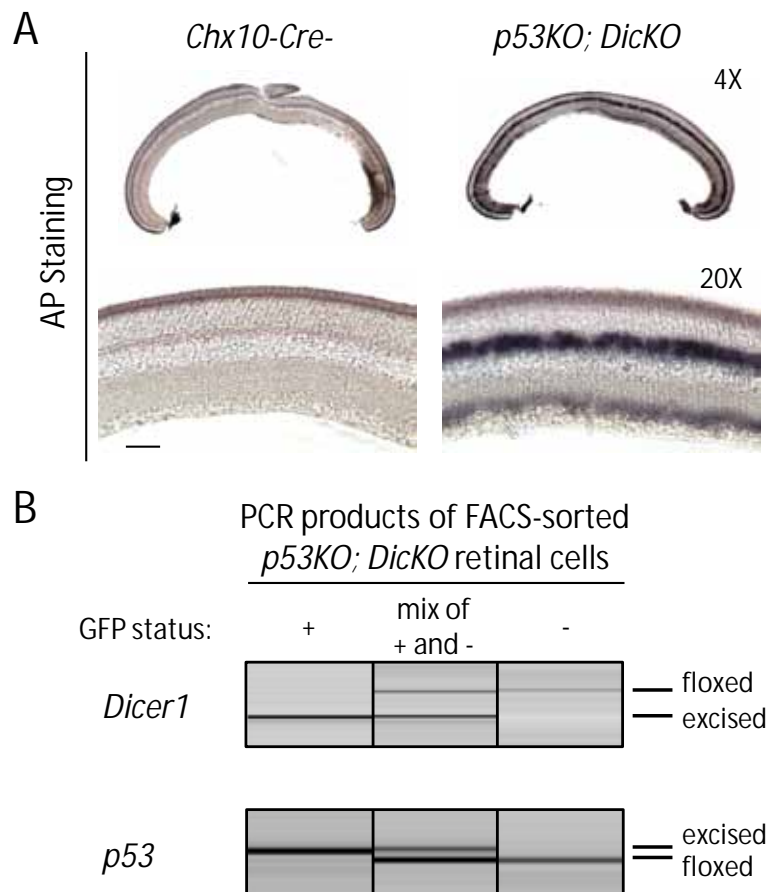 A
Chx10-Cre-
p53KO; DicKO
4X
AP Staining
20X
B
PCR products of FACS-sorted
p53KO; DicKO retinal cells
GFP status:
+
mix of
+ and -
-
Dicer1
floxed
excised
p53
excised
floxed